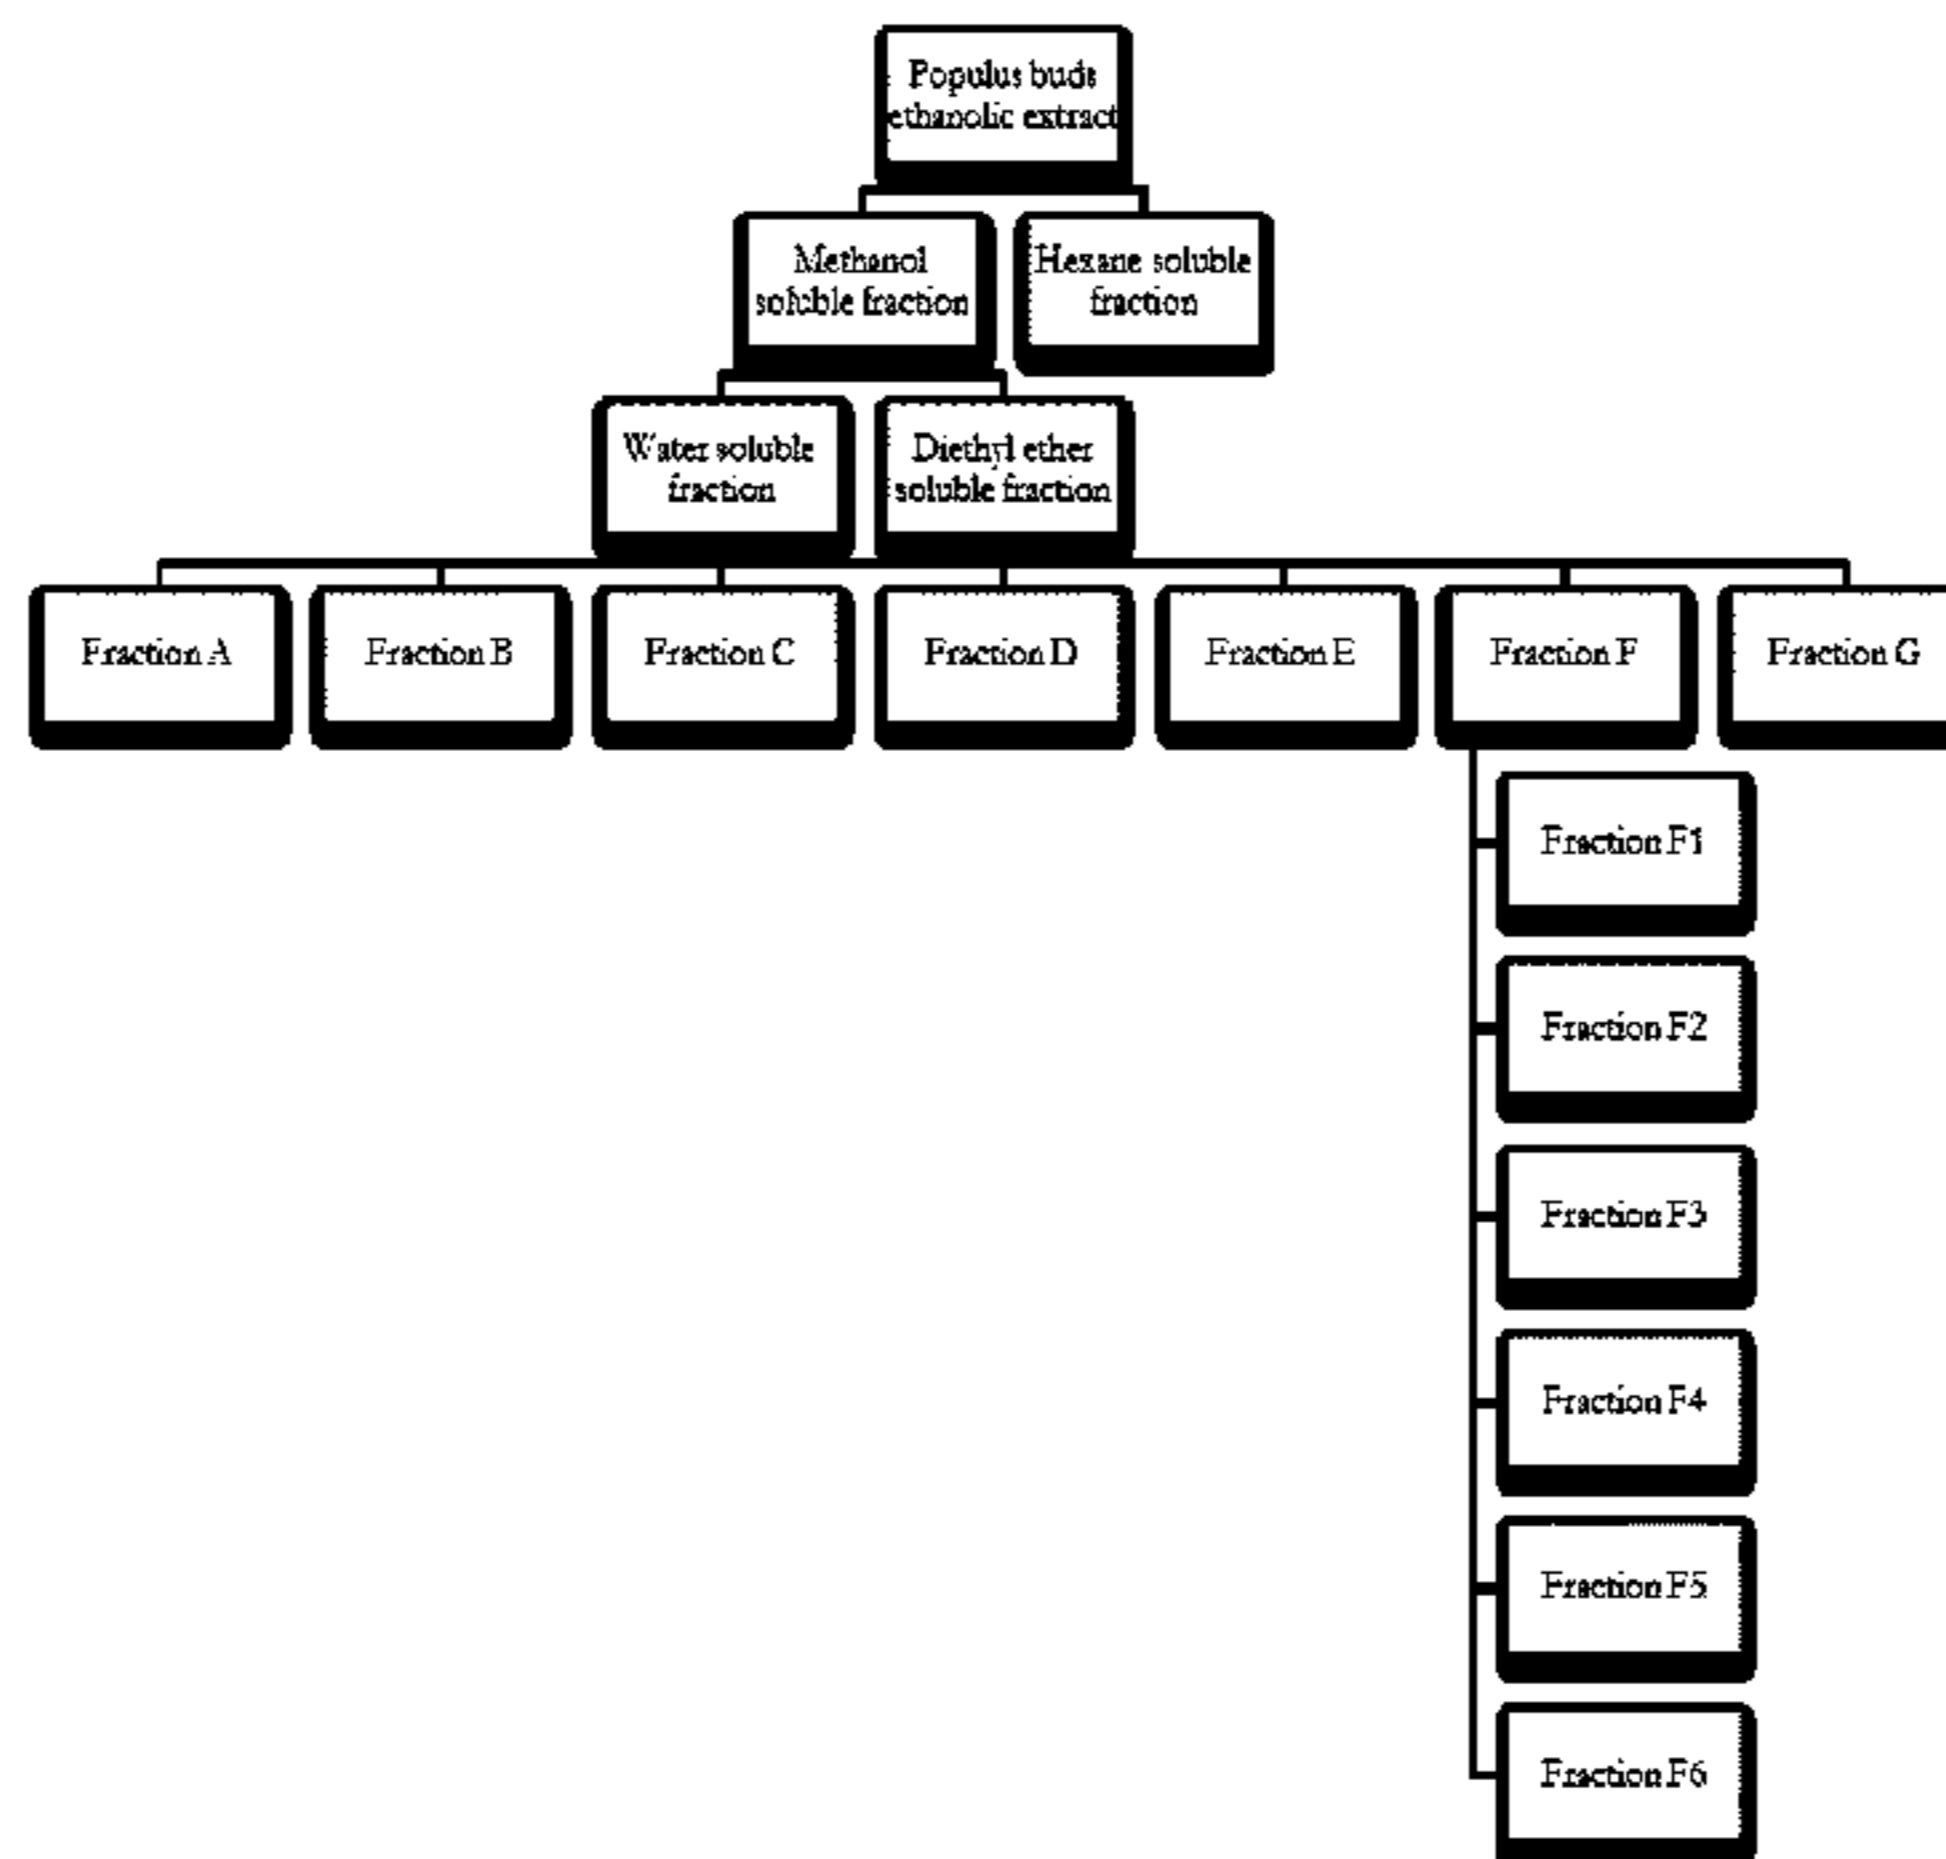 Populus buds
ethanolic extract
Methanol
soluble fraction
Hexane soluble
fraction
Water soluble
fraction
Diethyl ether
soluble fraction
Fraction A
Fraction B
Fraction C
Fraction D
Fraction E
Fraction F
Fraction G
Fraction F1
Fraction F2
Fraction F3
Fraction F4
Fraction F5
Fraction F6